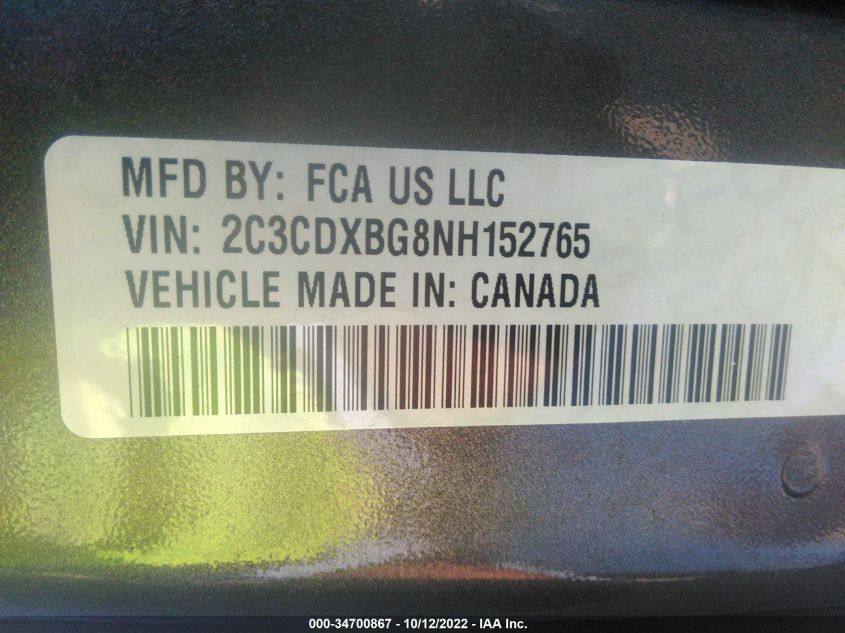 MFD BY: FCA US LLC
VIN: 2C3CDXBG8NH152765
VEHICLE MADE IN: CANADA
000-34700867 - 10/12/2022 - IAA Inc.